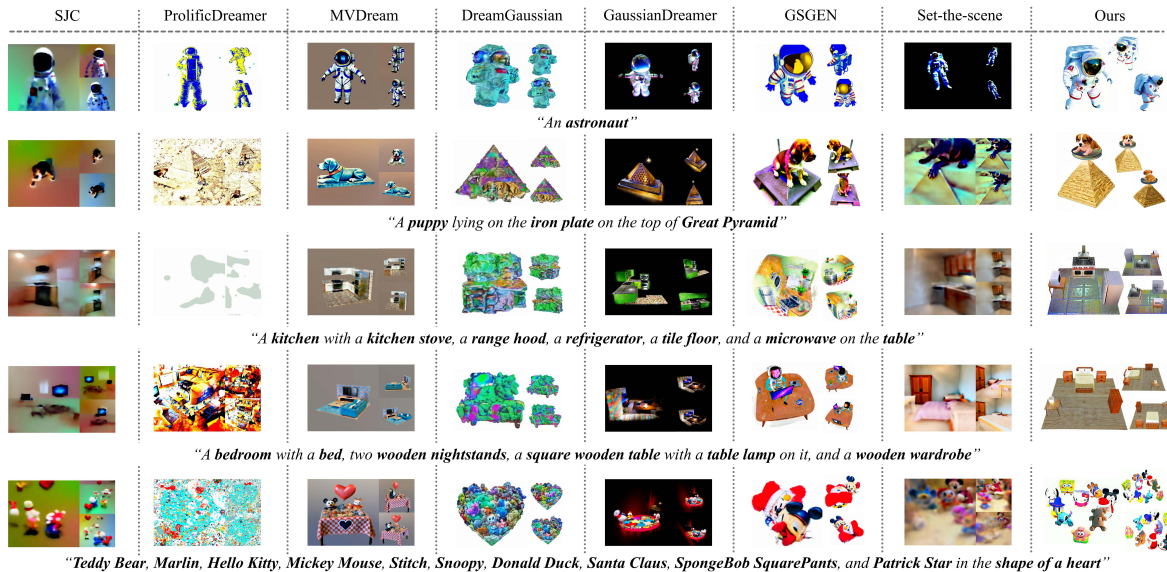 SJC ProlificDreamer MVDream DreamGaussian GaussianDreamer GSGEN Set-the-scene Ours
“An astronaut”
“A puppy lying on the iron plate on the top of Great Pyramid”
“A kitchen with a kitchen stove, a range hood, a refrigerator, a tile floor, and a microwave on the table”
“A bedroom with a bed, two wooden nightstands, a square wooden table with a table lamp on it, and a wooden wardrobe”
“Teddy Bear, Marlin, Hello Kitty, Mickey Mouse, Stitch, Snoopy, Donald Duck, Santa Claus, SpongeBob SquarePants, and Patrick Star in the shape of a heart”